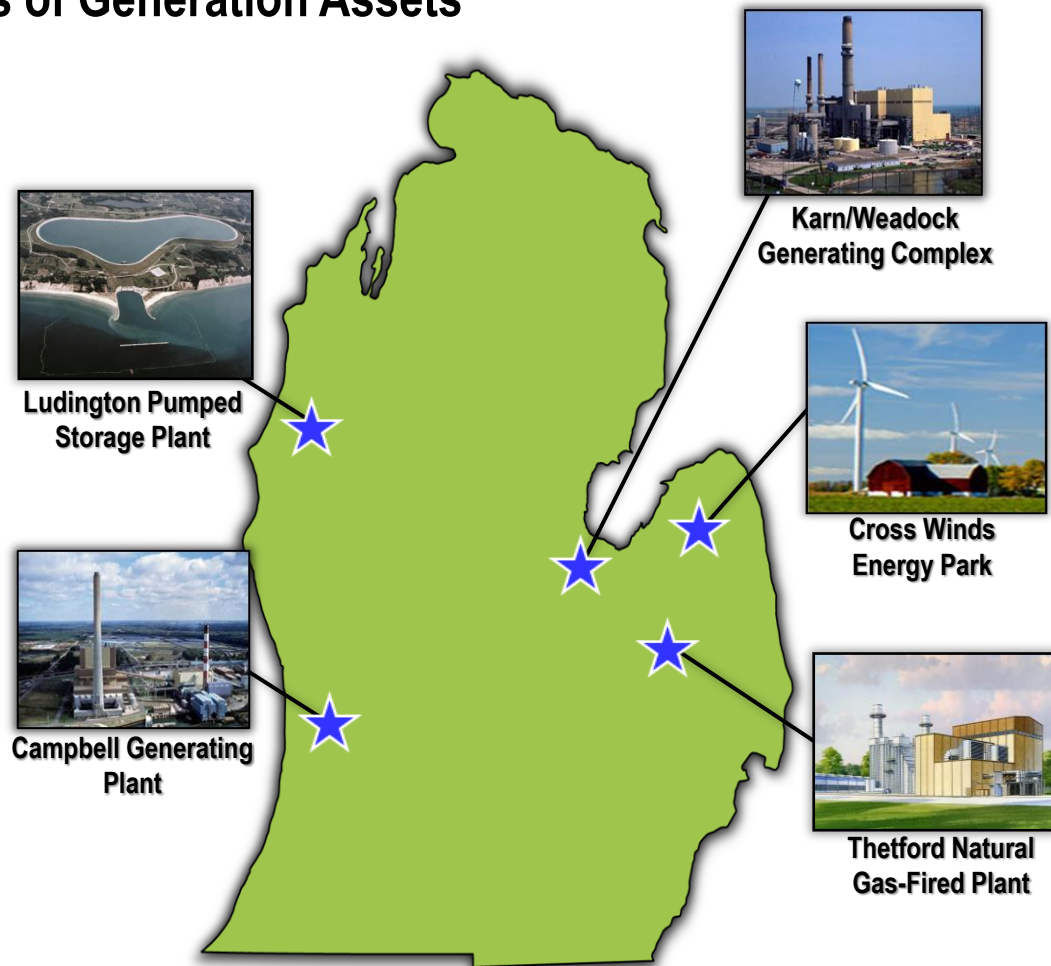 s of Generation Assets
Karn/Weadock
Generating Complex
Ludington Pumped
Storage Plant
Cross Winds
Energy Park
Campbell Generating
Plant
Thetford Natural
Gas-Fired Plant